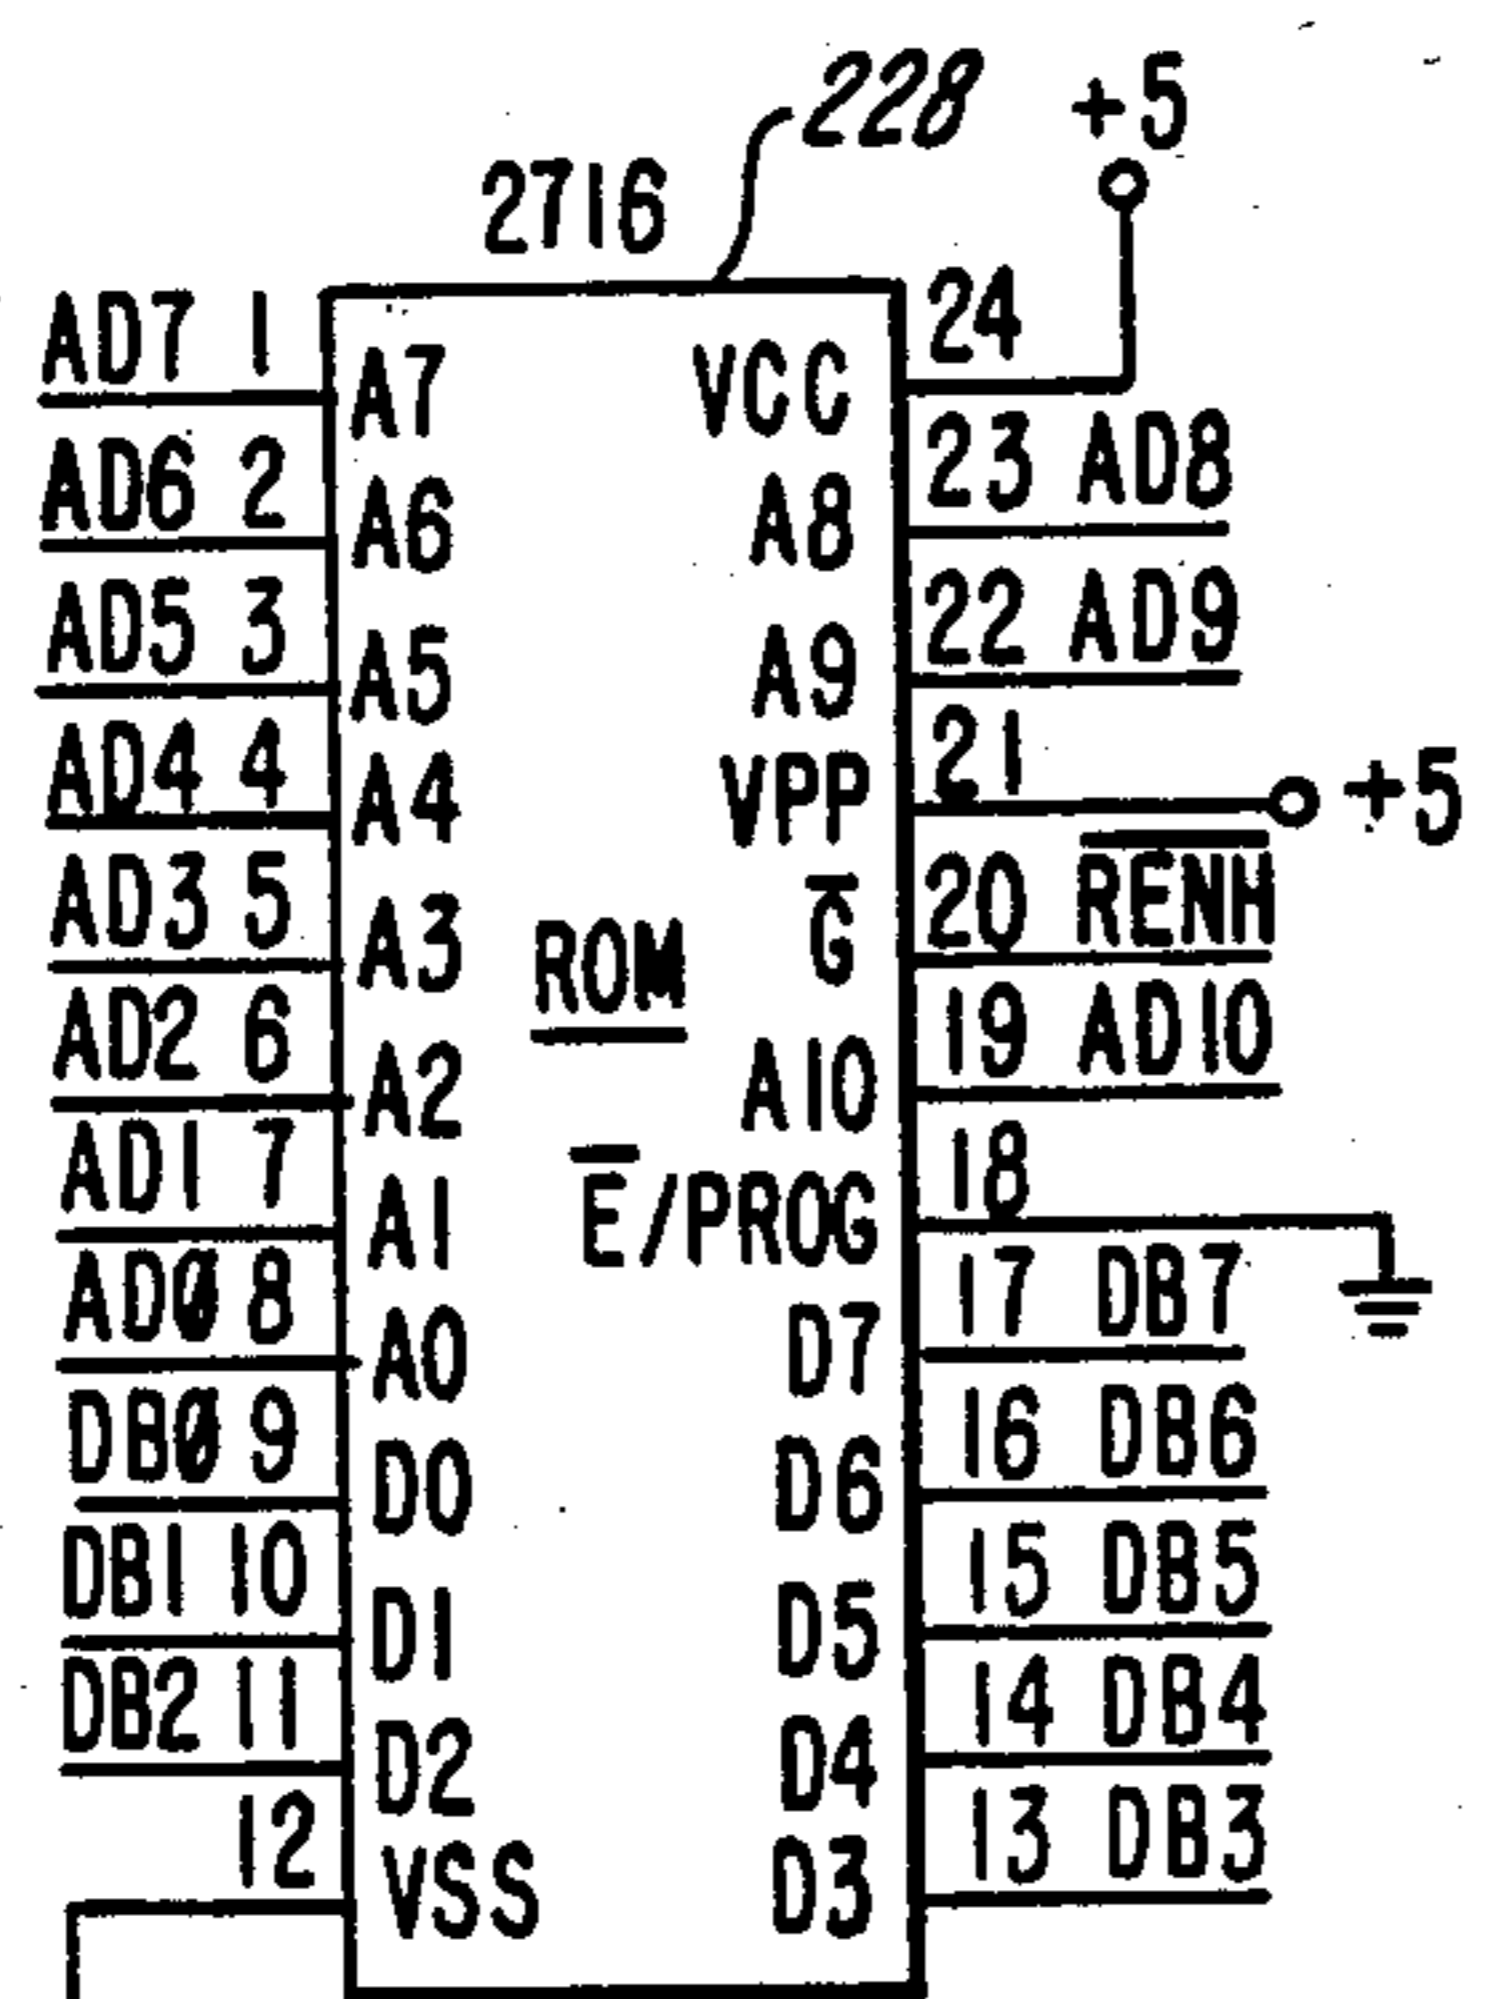 228 +5
2716
AD7 1 A7 VCC 24
AD6 2 A6 A8 23 AD8
AD5 3 A5 A9 22 AD9
AD4 4 A4 VPP 21 +5
AD3 5 A3 ROM G̅ 20 R̅E̅N̅H̅
AD2 6 A2 A10 19 AD10
AD1 7 A1 E̅/PROG 18
ADØ 8 A0 D7 17 DB7
DBØ 9 D0 D6 16 DB6
DB1 10 D1 D5 15 DB5
DB2 11 D2 D4 14 DB4
12 VSS D3 13 DB3